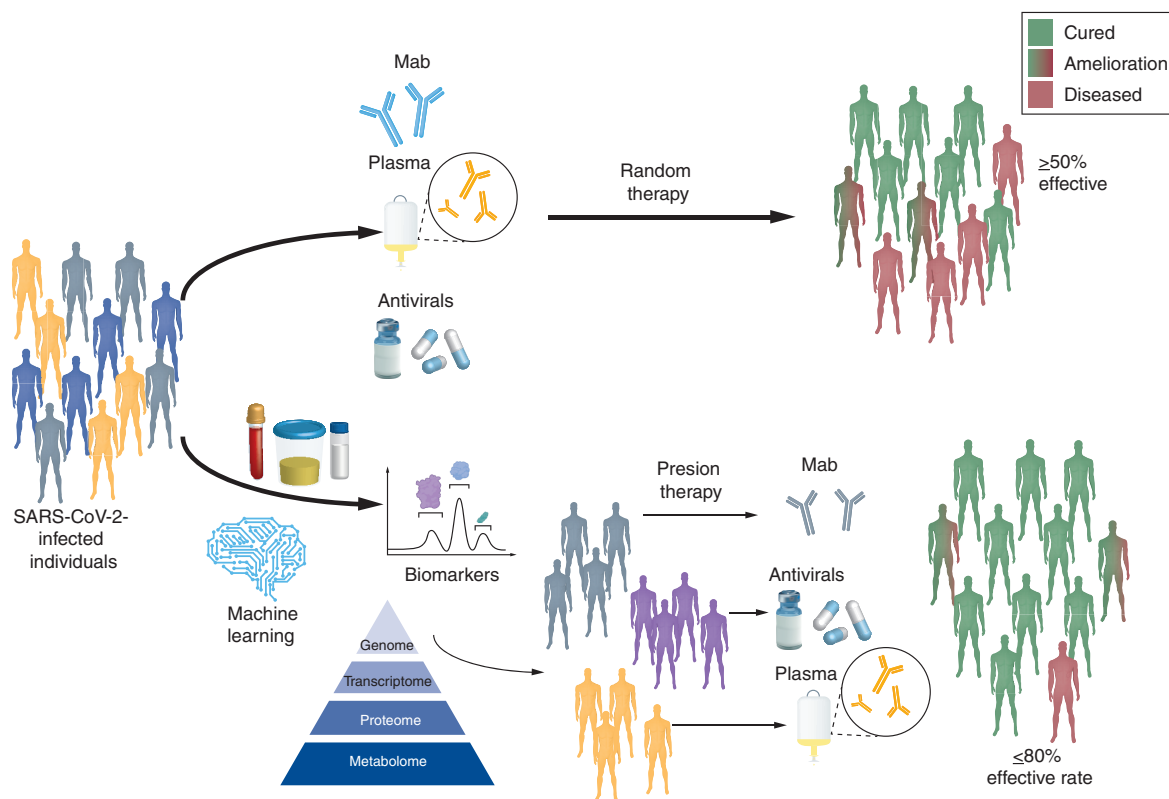 Cured
Amelioration
Diseased
Mab
Plasma
Random
therapy
≥50%
effective
Antivirals
SARS-CoV-2-
infected
individuals
Machine
learning
Biomarkers
Genome
Transcriptome
Proteome
Metabolome
Presion
therapy
Mab
Antivirals
Plasma
≤80%
effective rate